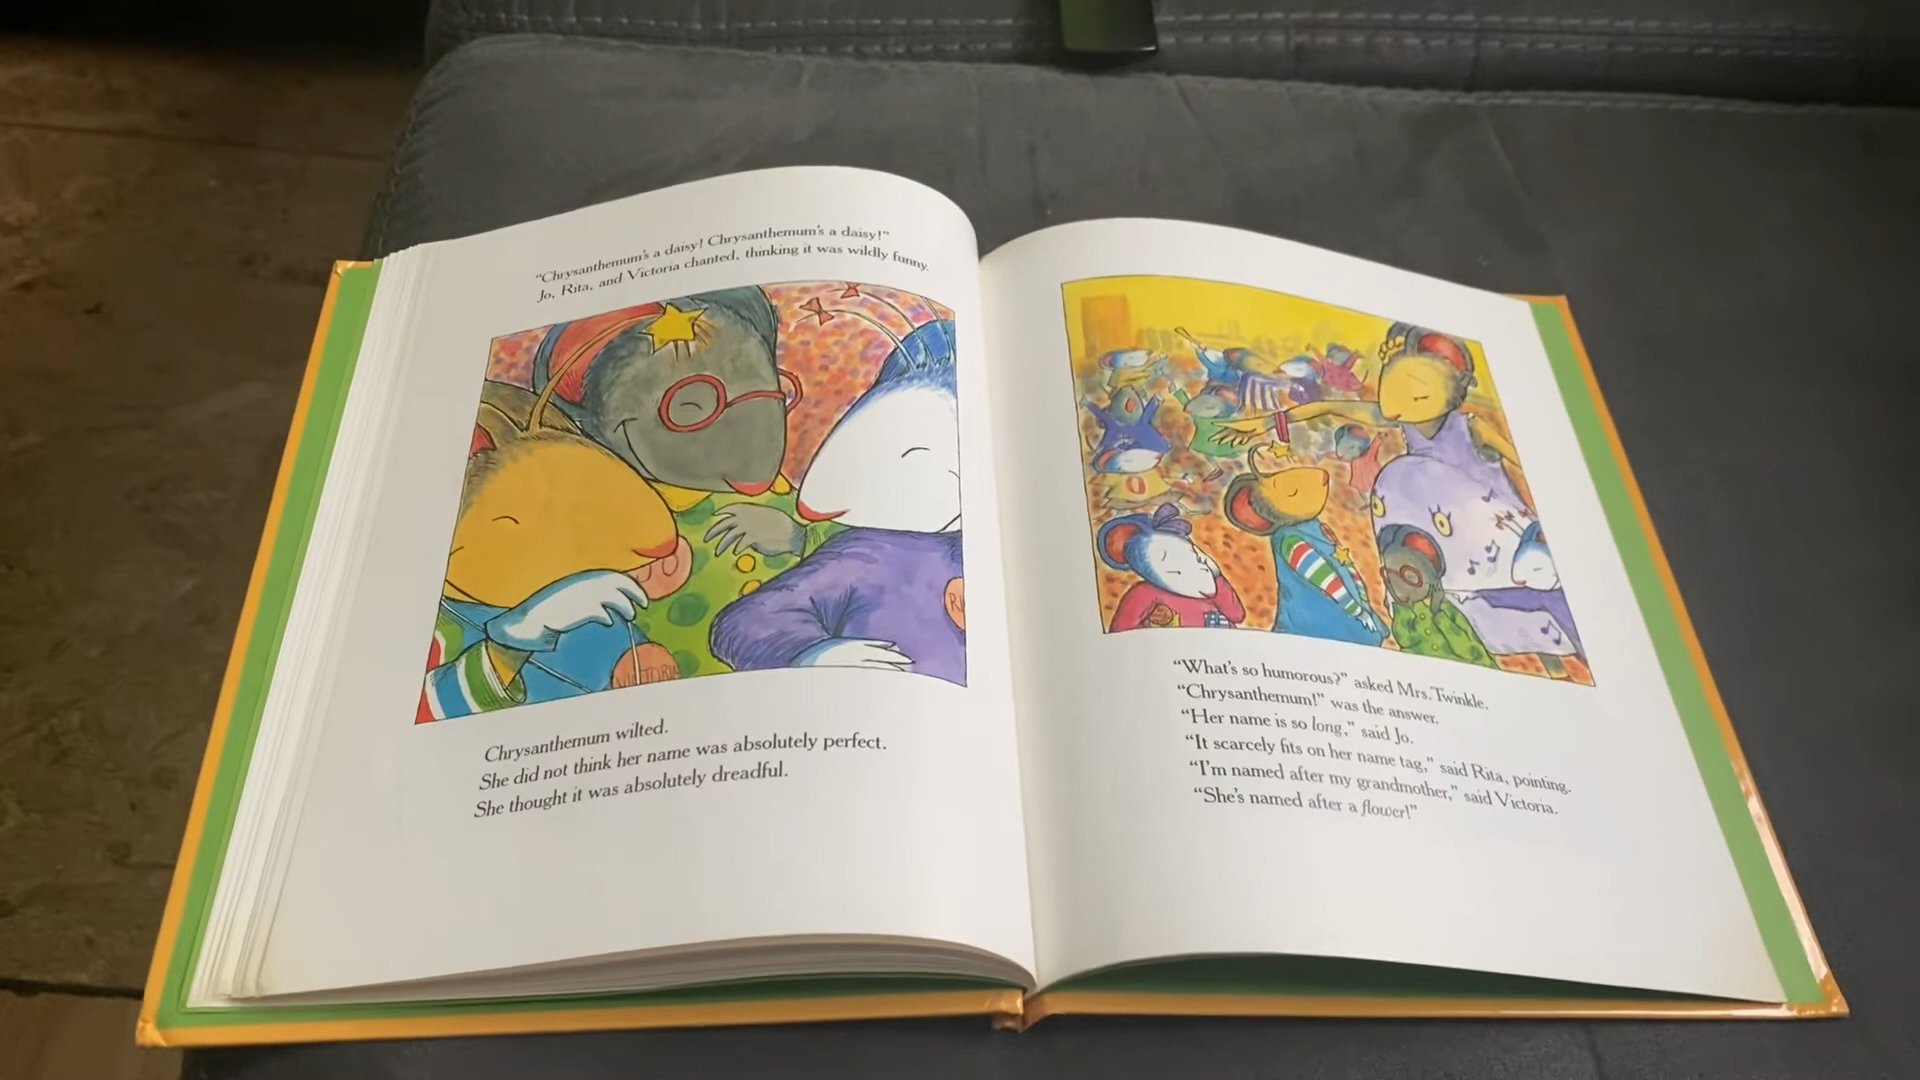 “Chrysanthemum’s a daisy! Chrysanthemum’s a daisy!”
Jo, Rita, and Victoria chanted, thinking it was wildly funny.
VICTORIA
Chrysanthemum wilted.
She did not think her name was absolutely perfect.
She thought it was absolutely dreadful.
“What’s so humorous?” asked Mrs. Twinkle.
“Chrysanthemum!” was the answer.
“Her name is so long,” said Jo.
“It scarcely fits on her name tag,” said Rita, pointing.
“I’m named after my grandmother,” said Victoria.
“She’s named after a flower!”